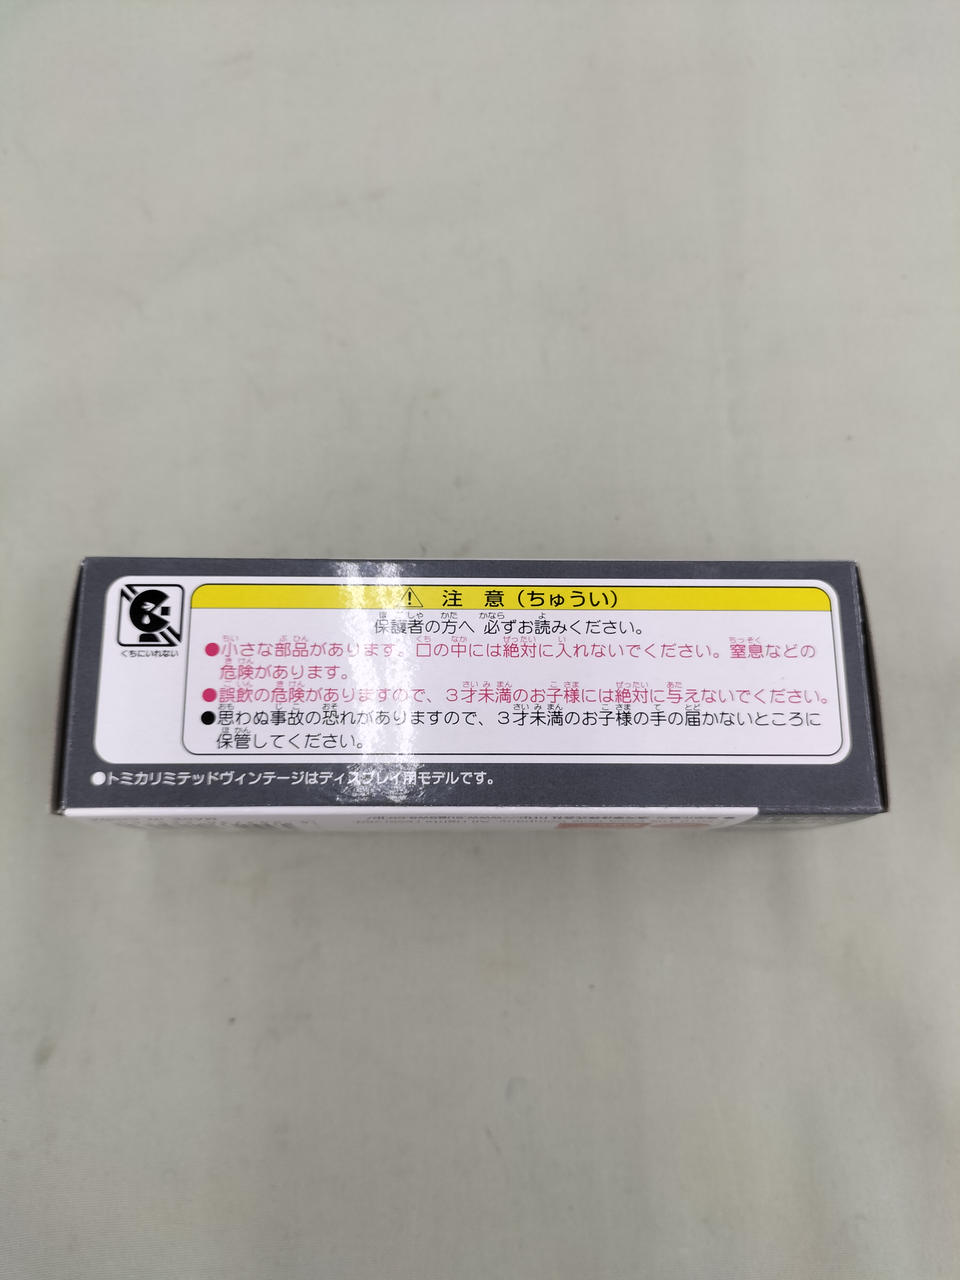 注 意 (ちゅうい)
保護者の方へ 必ずお読みください。
くちにいれない
●小さな部品があります。口の中には絶対に入れないでください。窒息などの
危険があります。
●誤飲の危険がありますので、3才未満のお子様には絶対に与えないでください。
●思わぬ事故の恐れがありますので、3才未満のお子様の手の届かないところに
保管してください。
●トミカリミテッドヴィンテージはディスプレイ用モデルです。